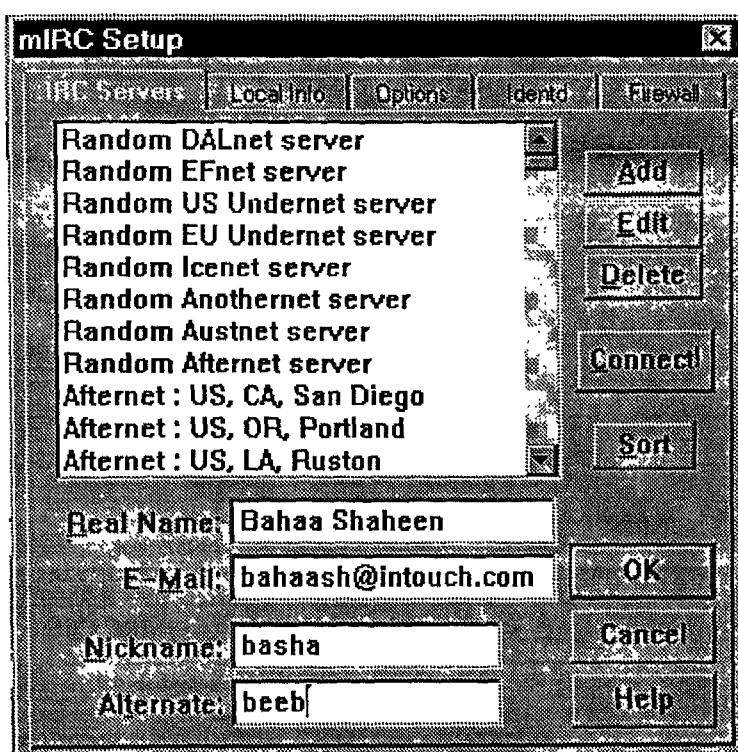 mIRC Setup
IRC Servers Local Info Options Identd Firewall
Random DALnet server
Random EFnet server
Random US Undernet server
Random EU Undernet server
Random Icenet server
Random Anothernet server
Random Austnet server
Random Afternet server
Afternet : US, CA, San Diego
Afternet : US, OR, Portland
Afternet : US, LA, Ruston
Add
Edit
Delete
Connect!
Sort
Real Name: Bahaa Shaheen
E-Mail: bahaash@intouch.com
Nickname: basha
Alternate: beeb
OK
Cancel
Help